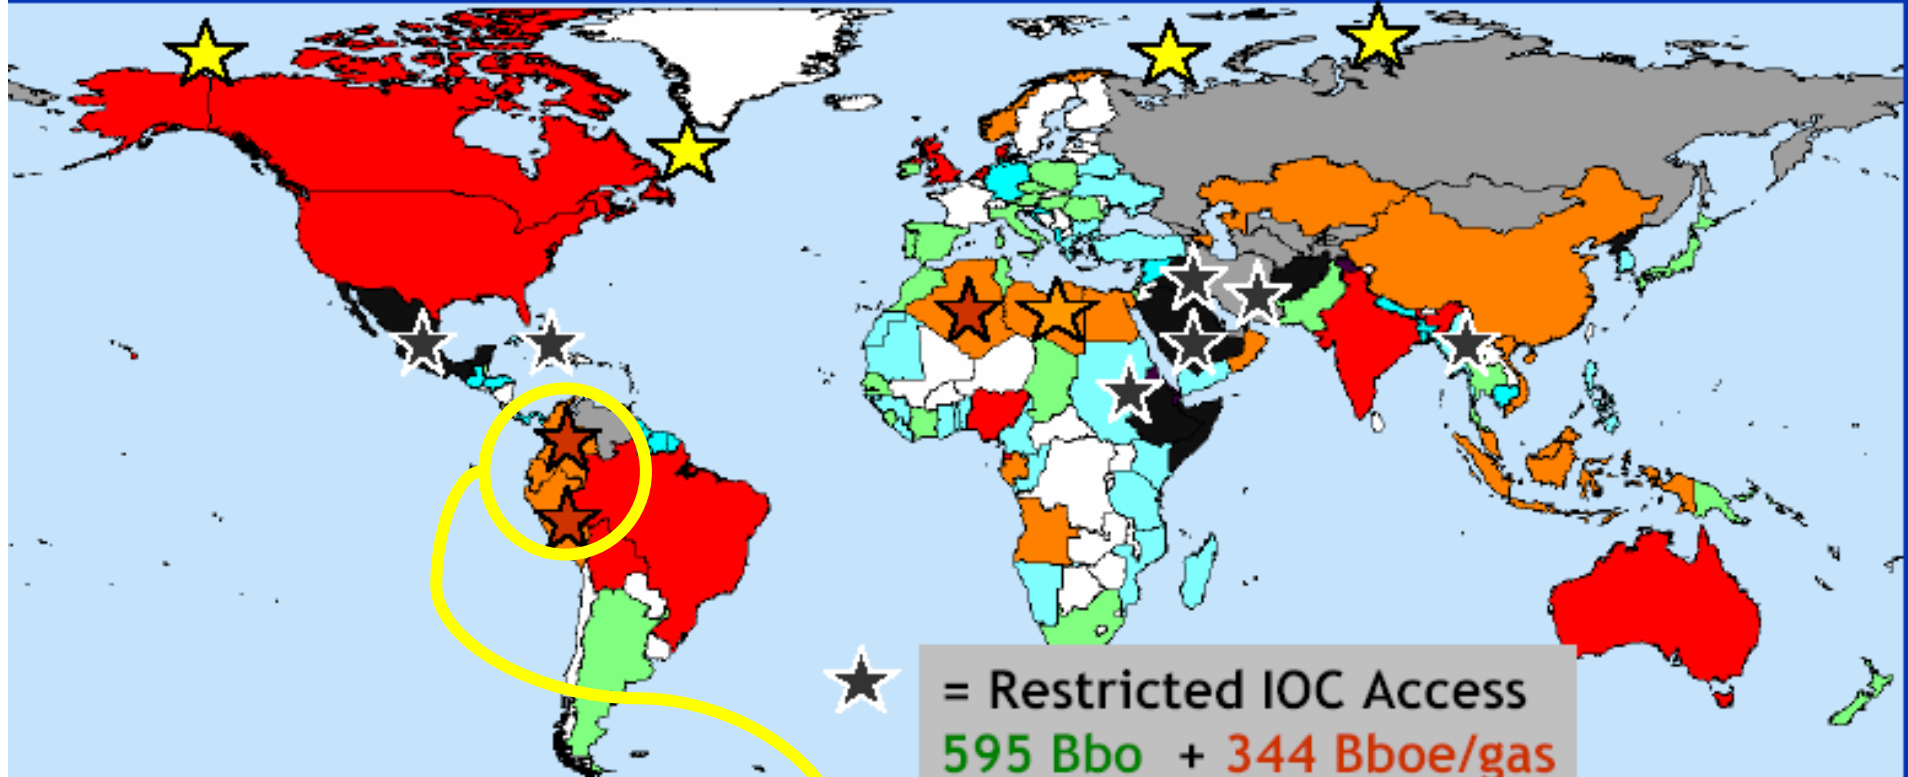 = Restricted IOC Access
595 Bbo + 344 Bboe/gas